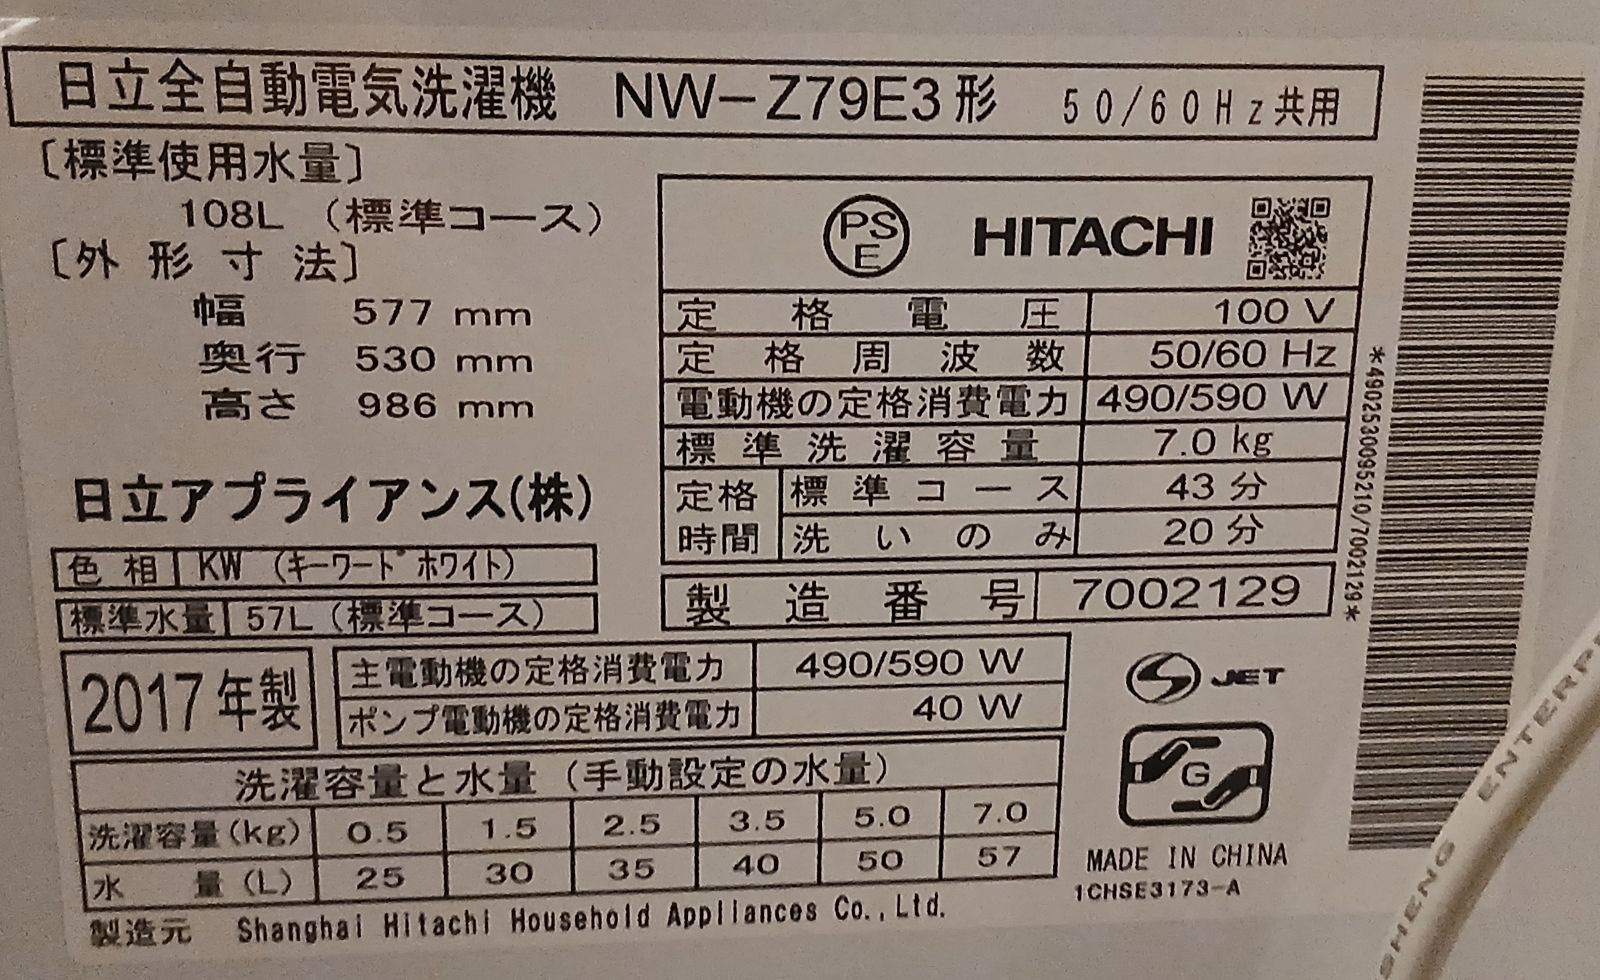 日立全自動電気洗濯機 NW-Z79E3形 50/60Hz共用
〔標準使用水量〕
108L (標準コース)
〔外形寸法〕
幅 577 mm
奥行 530 mm
高さ 986 mm
日立アプライアンス(株)
色相 KW (キーワードホワイト)
標準水量 57L (標準コース)
PS
E
HITACHI
定格電圧 100 V
定格周波数 50/60 Hz
電動機の定格消費電力 490/590 W
標準洗濯容量 7.0 kg
定格時間 標準コース 43 分
洗いのみ 20 分
製造番号 7002129
*4902530095210/7002129*
2017年製
主電動機の定格消費電力 490/590 W
ポンプ電動機の定格消費電力 40 W
S JET
G
洗濯容量と水量 (手動設定の水量)
洗濯容量(kg) 0.5 1.5 2.5 3.5 5.0 7.0
水量(L) 25 30 35 40 50 57
MADE IN CHINA
1CHSE3173-A
製造元 Shanghai Hitachi Household Appliances Co.,Ltd.
SHENG ENTERP